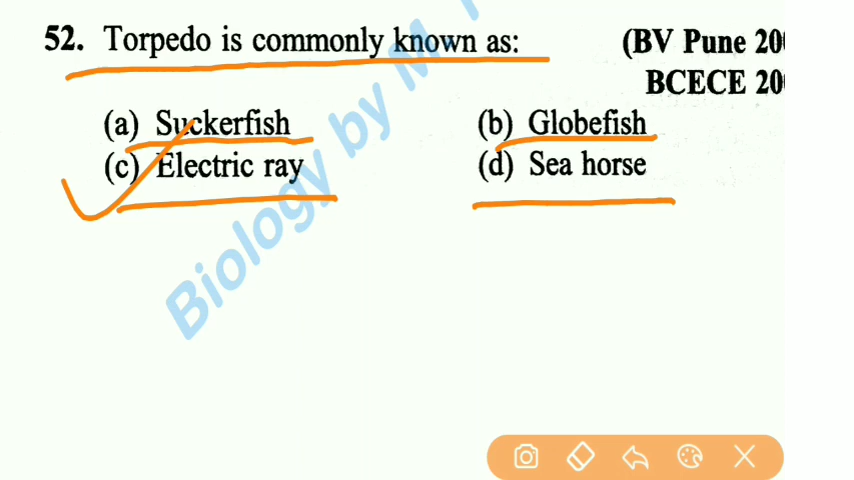 52. Torpedo is commonly known as: (BV Pune 20
BCECE 20
(a) Suckerfish (b) Globefish
(c) Electric ray (d) Sea horse
Biology by M